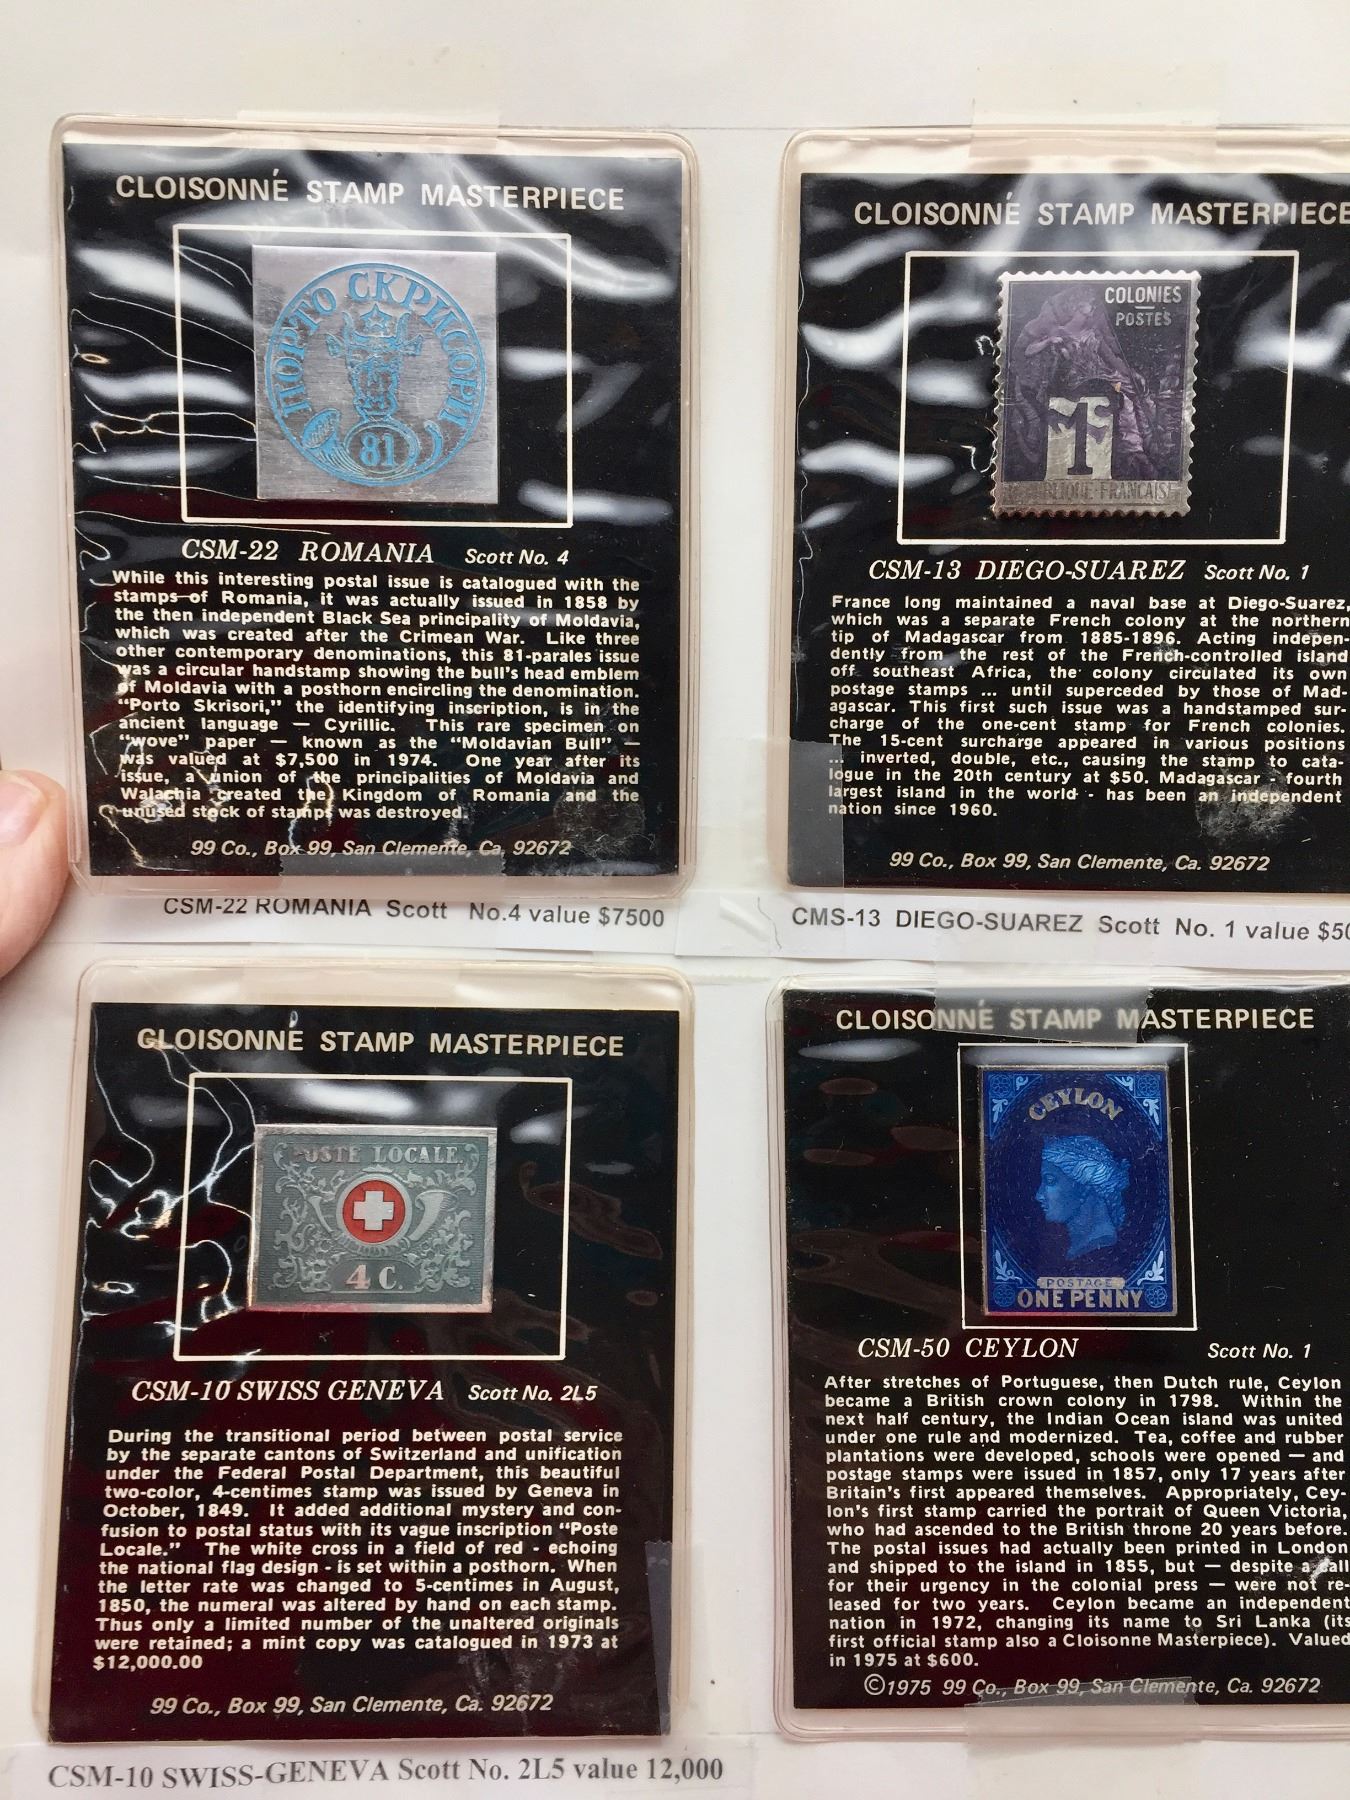 CLOISONNÉ STAMP MASTERPIECE
ПОРТО СКРИСОРИ
81
CSM-22 ROMANIA Scott No. 4
While this interesting postal issue is catalogued with the
stamps of Romania, it was actually issued in 1858 by
the then independent Black Sea principality of Moldavia,
which was created after the Crimean War. Like three
other contemporary denominations, this 81-parales issue
was a circular handstamp showing the bull's head emblem
of Moldavia with a posthorn encircling the denomination.
"Porto Skrisori," the identifying inscription, is in the
ancient language — Cyrillic. This rare specimen on
"wove" paper — known as the "Moldavian Bull" —
was valued at $7,500 in 1974. One year after its
issue, a union of the principalities of Moldavia and
Walachia created the Kingdom of Romania and the
unused stock of stamps was destroyed.
99 Co., Box 99, San Clemente, Ca. 92672
CSM-22 ROMANIA Scott No.4 value $7500
CLOISONNÉ STAMP MASTERPIECE
COLONIES
POSTES
FRANCAISE
CSM-13 DIEGO-SUAREZ Scott No. 1
France long maintained a naval base at Diego-Suarez,
which was a separate French colony at the northern
tip of Madagascar from 1885-1896. Acting indepen-
dently from the rest of the French-controlled island
off southeast Africa, the colony circulated its own
postage stamps ... until superceded by those of Mad-
agascar. This first such issue was a handstamped sur-
charge of the one-cent stamp for French colonies.
The 15-cent surcharge appeared in various positions
... inverted, double, etc., causing the stamp to cata-
logue in the 20th century at $50. Madagascar - fourth
largest island in the world - has been an independent
nation since 1960.
99 Co., Box 99, San Clemente, Ca. 92672
CMS-13 DIEGO-SUAREZ Scott No. 1 value $50
CLOISONNÉ STAMP MASTERPIECE
POSTE LOCALE.
4 C.
CSM-10 SWISS GENEVA Scott No. 2L5
During the transitional period between postal service
by the separate cantons of Switzerland and unification
under the Federal Postal Department, this beautiful
two-color, 4-centimes stamp was issued by Geneva in
October, 1849. It added additional mystery and con-
fusion to postal status with its vague inscription "Poste
Locale." The white cross in a field of red - echoing
the national flag design - is set within a posthorn. When
the letter rate was changed to 5-centimes in August,
1850, the numeral was altered by hand on each stamp.
Thus only a limited number of the unaltered originals
were retained; a mint copy was catalogued in 1973 at
$12,000.00
99 Co., Box 99, San Clemente, Ca. 92672
CSM-10 SWISS-GENEVA Scott No. 2L5 value 12,000
CLOISONNÉ STAMP MASTERPIECE
CEYLON
POSTAGE
ONE PENNY
CSM-50 CEYLON Scott No. 1
After stretches of Portuguese, then Dutch rule, Ceylon
became a British crown colony in 1798. Within the
next half century, the Indian Ocean island was united
under one rule and modernized. Tea, coffee and rubber
plantations were developed, schools were opened — and
postage stamps were issued in 1857, only 17 years after
Britain's first appeared themselves. Appropriately, Cey-
lon's first stamp carried the portrait of Queen Victoria,
who had ascended to the British throne 20 years before.
The postal issues had actually been printed in London
and shipped to the island in 1855, but — despite a call
for their urgency in the colonial press — were not re-
leased for two years. Ceylon became an independent
nation in 1972, changing its name to Sri Lanka (its
first official stamp also a Cloisonne Masterpiece). Valued
in 1975 at $600.
©1975 99 Co., Box 99, San Clemente, Ca. 92672